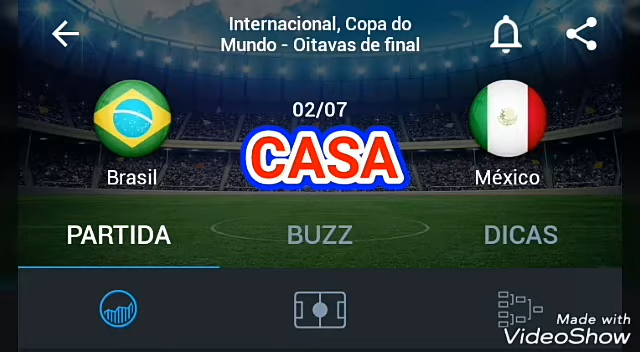 Internacional, Copa do
Mundo - Oitavas de final
02/07
CASA
Brasil
México
PARTIDA BUZZ DICAS
Made with
VideoShow